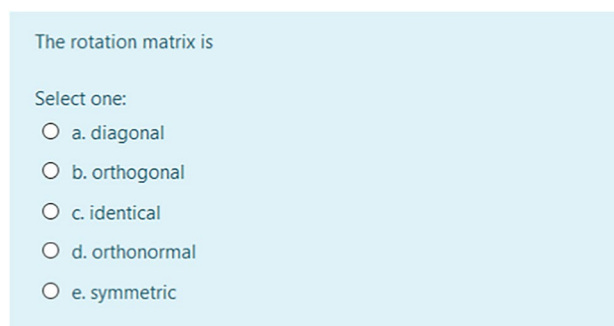 The rotation matrix is
Select one:
a. diagonal
b. orthogonal
c. identical
d. orthonormal
e. symmetric